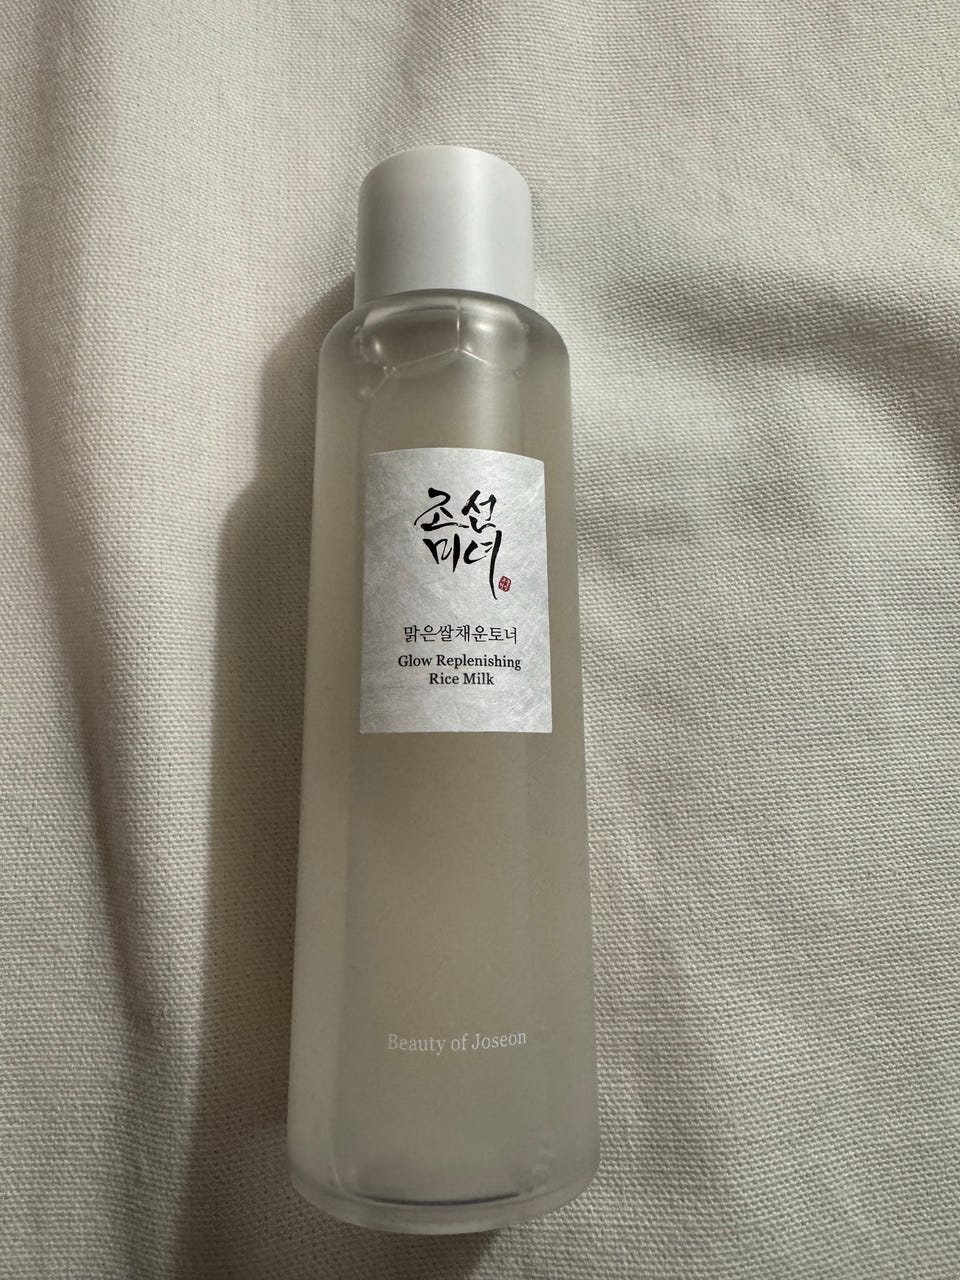 조선
미녀
맑은쌀채운토너
Glow Replenishing
Rice Milk
Beauty of Joseon